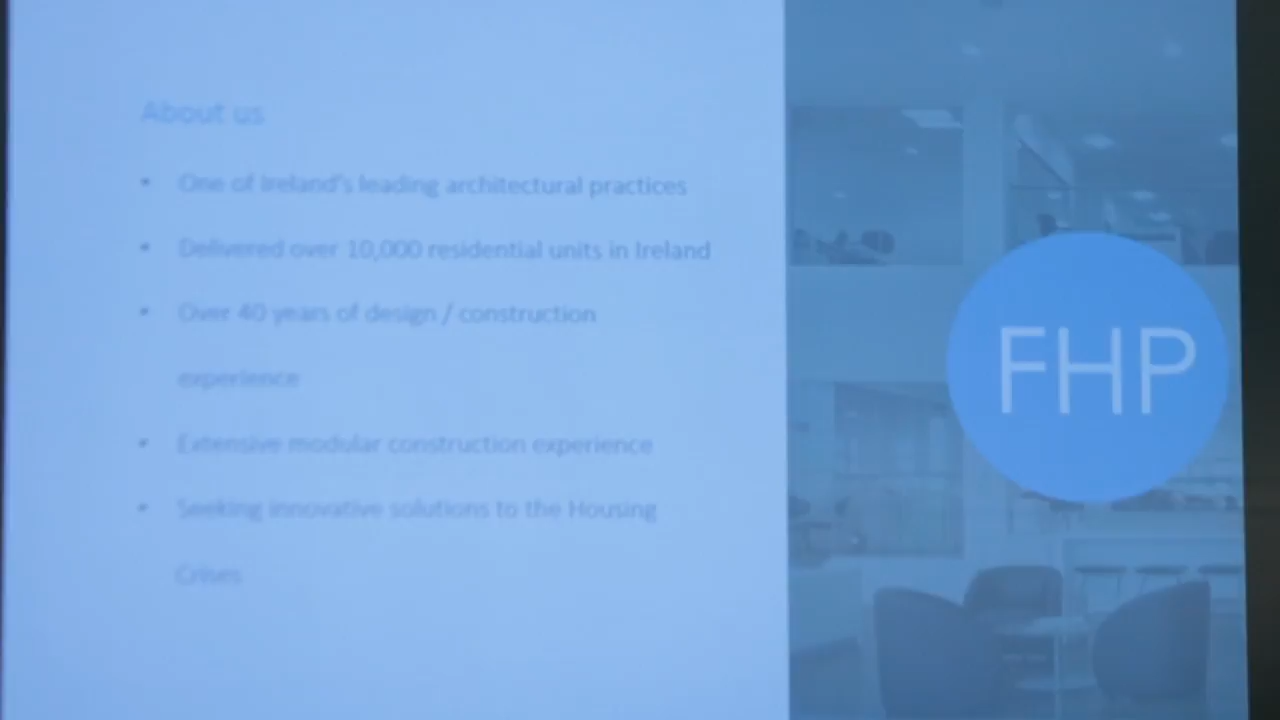 About us
• One of Ireland's leading architectural practices
• Delivered over 10,000 residential units in Ireland
• Over 40 years of design / construction
experience
• Extensive modular construction experience
• Seeking innovative solutions to the Housing
Crises
FHP